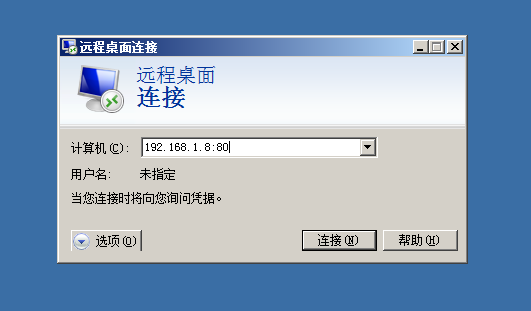 远程桌面连接
远程桌面
连接
计算机(C): 192.168.1.8:80
用户名: 未指定
当您连接时将向您询问凭据。
选项(O) 连接(N) 帮助(H)